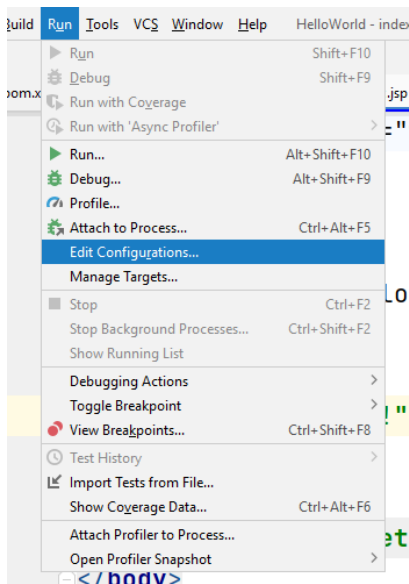 Build Run Tools VCS Window Help HelloWorld - index
Run Shift+F10
Debug Shift+F9
pom.x Run with Coverage .jsp
Run with 'Async Profiler'
="
Run... Alt+Shift+F10
Debug... Alt+Shift+F9
Profile...
Attach to Process... Ctrl+Alt+F5
Edit Configurations...
Manage Targets...
lo
Stop Ctrl+F2
Stop Background Processes... Ctrl+Shift+F2
Show Running List
Debugging Actions
Toggle Breakpoint
!"
View Breakpoints... Ctrl+Shift+F8
Test History
Import Tests from File...
Show Coverage Data... Ctrl+Alt+F6
Attach Profiler to Process...
et
Open Profiler Snapshot
</body>